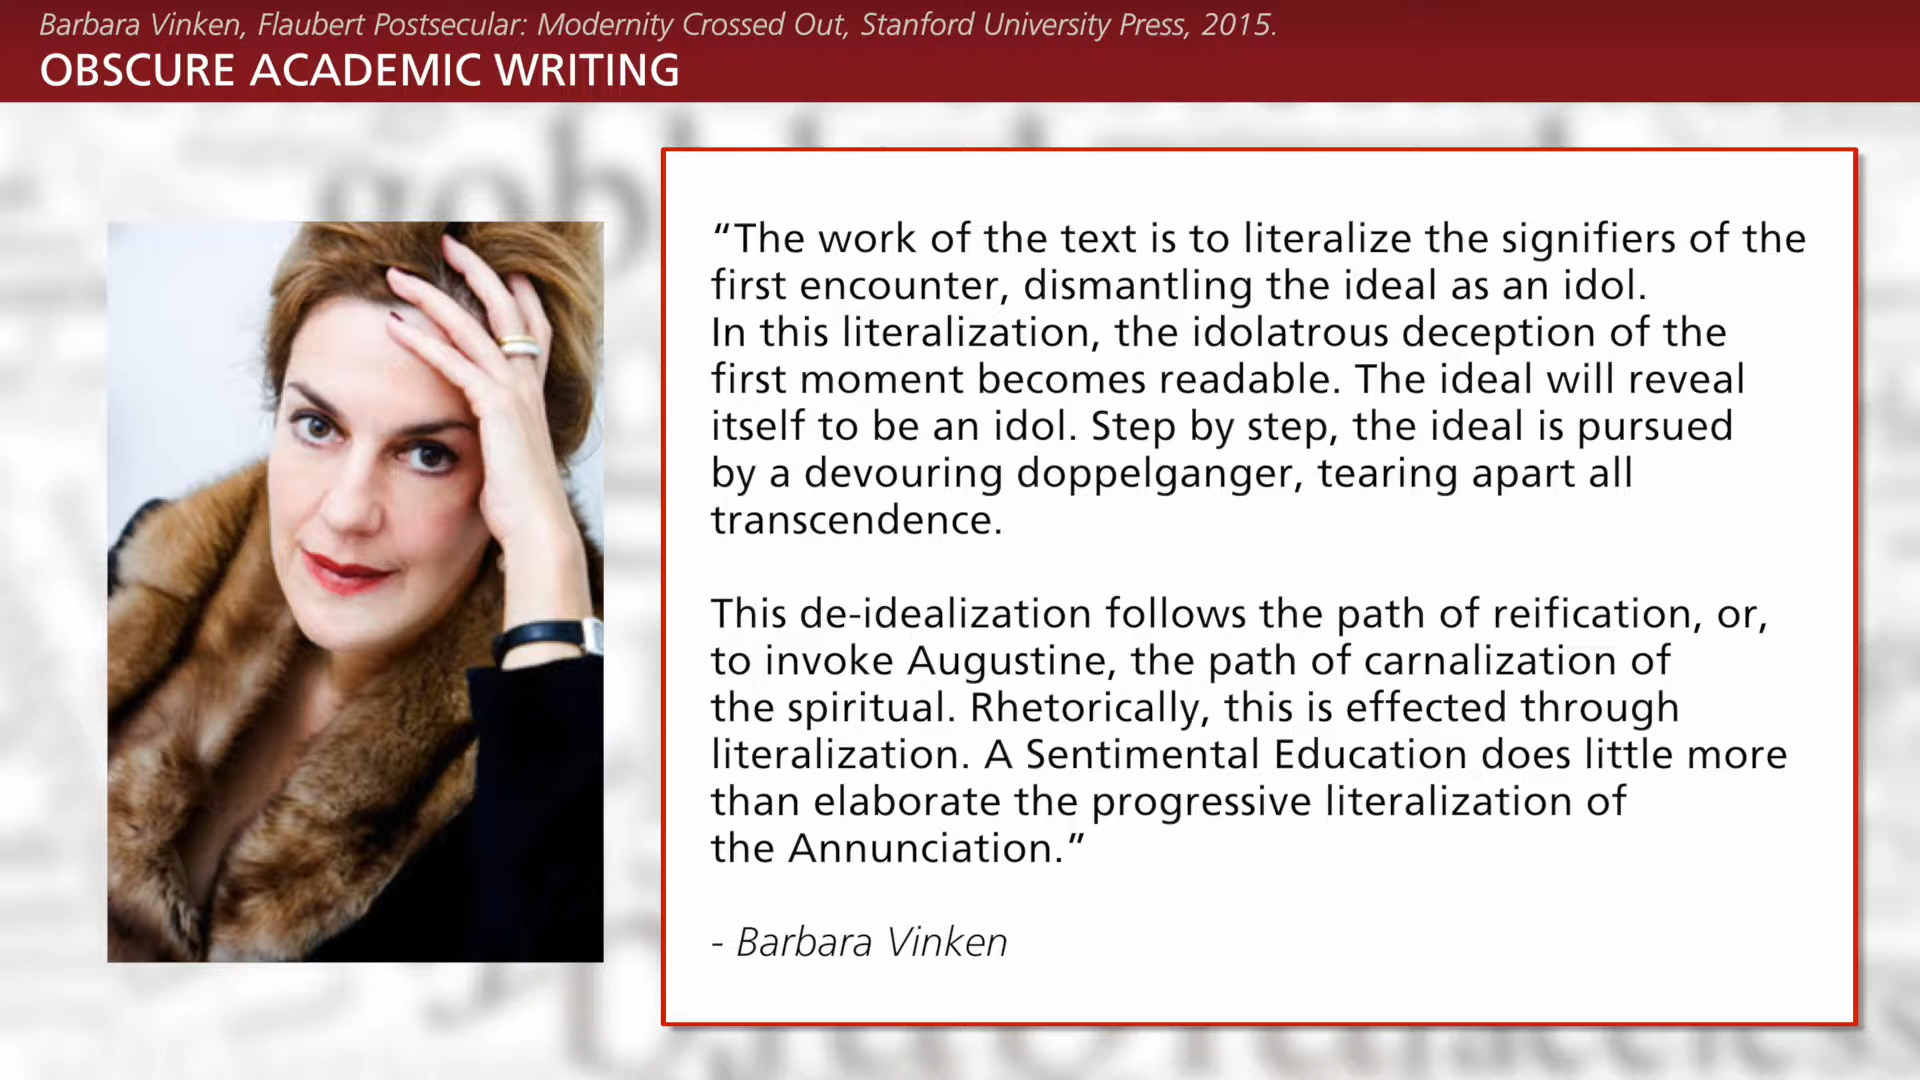 Barbara Vinken, Flaubert Postsecular: Modernity Crossed Out, Stanford University Press, 2015.
OBSCURE ACADEMIC WRITING
“The work of the text is to literalize the signifiers of the
first encounter, dismantling the ideal as an idol.
In this literalization, the idolatrous deception of the
first moment becomes readable. The ideal will reveal
itself to be an idol. Step by step, the ideal is pursued
by a devouring doppelganger, tearing apart all
transcendence.
This de-idealization follows the path of reification, or,
to invoke Augustine, the path of carnalization of
the spiritual. Rhetorically, this is effected through
literalization. A Sentimental Education does little more
than elaborate the progressive literalization of
the Annunciation.”
- Barbara Vinken